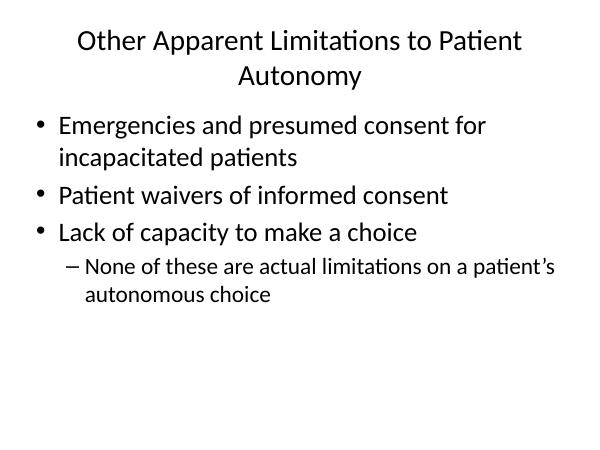 Other Apparent Limitations to Patient
Autonomy
• Emergencies and presumed consent for
incapacitated patients
• Patient waivers of informed consent
• Lack of capacity to make a choice
– None of these are actual limitations on a patient’s
autonomous choice